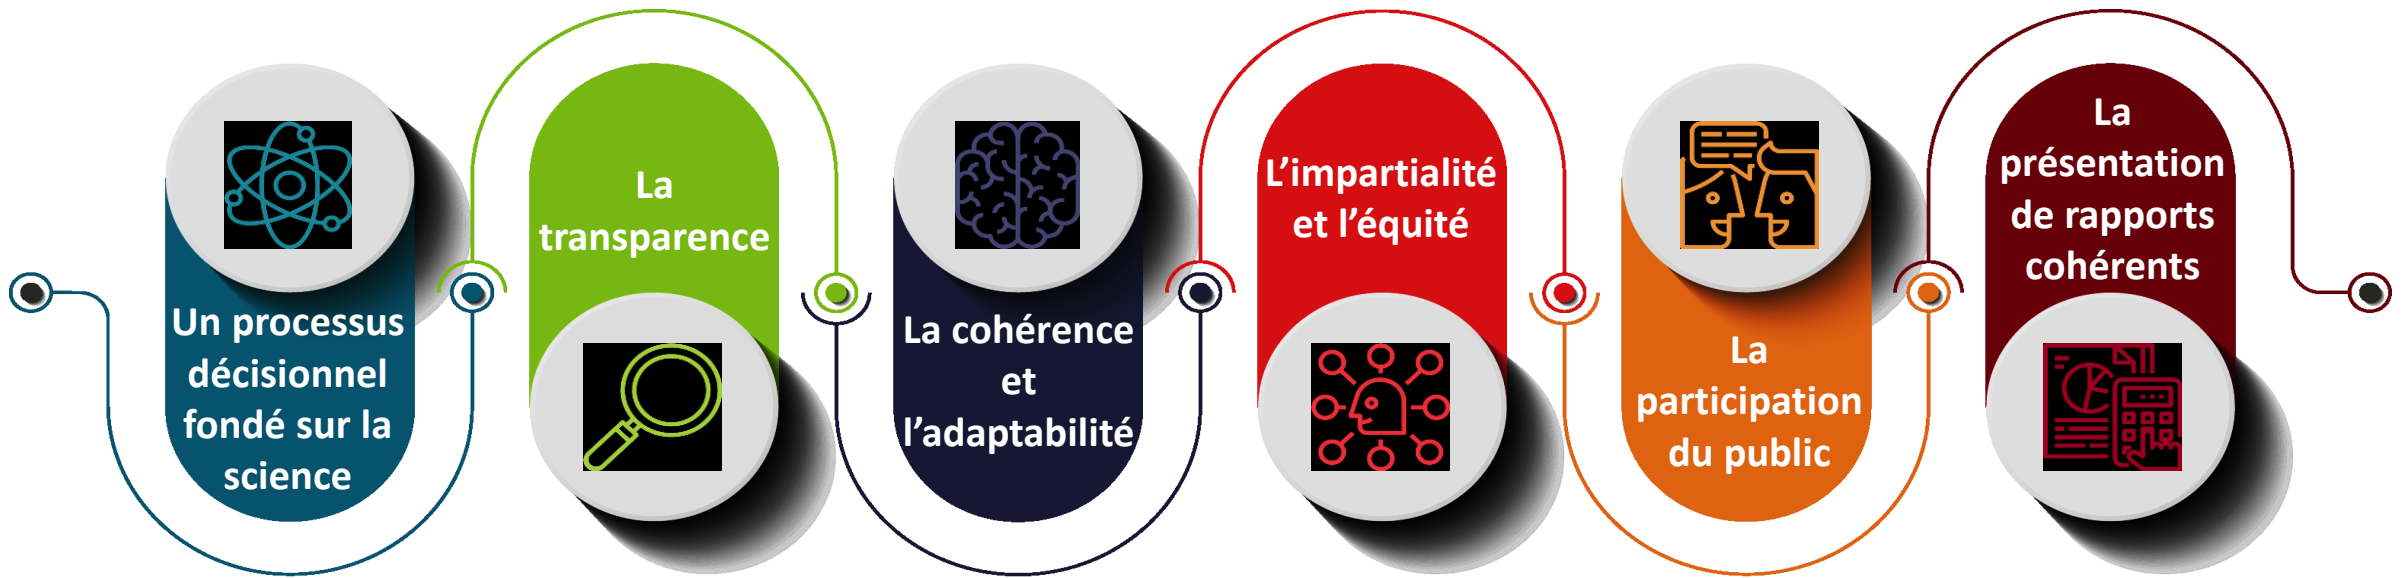 Un processus
décisionnel
fondé sur la
science
La
transparence
La cohérence
et
l’adaptabilité
L’impartialité
et l’équité
La
participation
du public
La
présentation
de rapports
cohérents